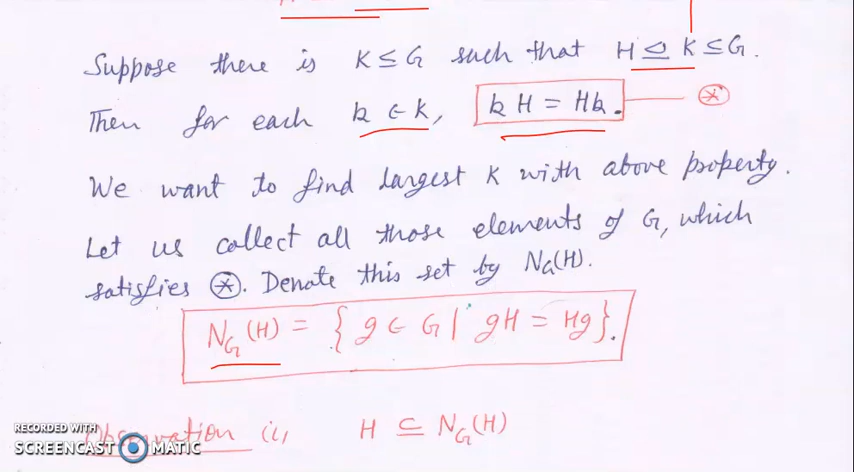 Suppose there is K ≤ G such that H ⊴ K ≤ G.
Then for each k ∈ K, kH = Hk. ⊛
We want to find largest K with above property.
Let us collect all those elements of G, which
satisfies ⊛. Denote this set by N_G(H).
N_G(H) = { g ∈ G | gH = Hg}.
Observation (i) H ⊆ N_G(H)
RECORDED WITH
SCREENCAST MATIC